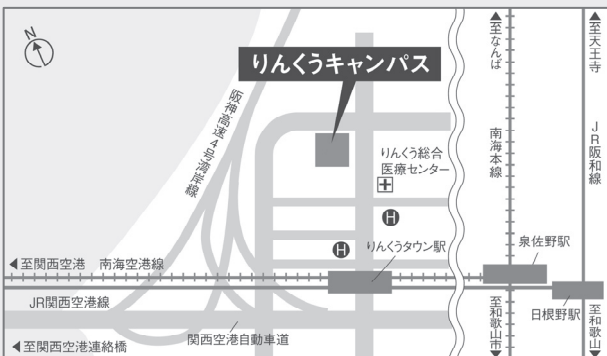 N
りんくうキャンパス
▲至なんば
▲至天王寺
阪神高速4号湾岸線
南海本線
JR阪和線
りんくう総合
医療センター
H
H
りんくうタウン駅
泉佐野駅
◀至関西空港 南海空港線
JR関西空港線
日根野駅
至和歌山市▼
至和歌山▼
関西空港自動車道
◀至関西空港連絡橋